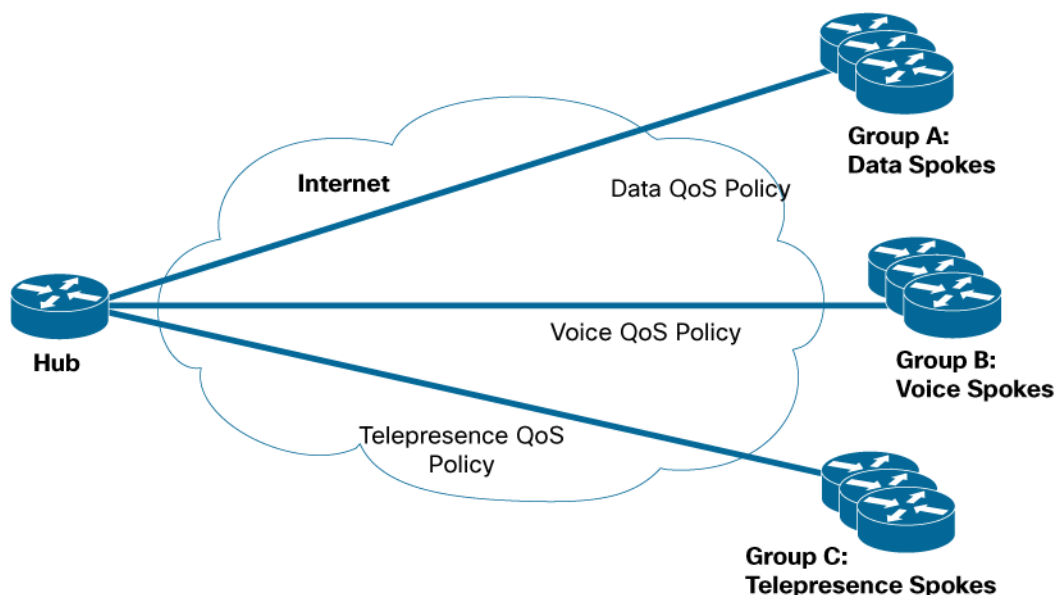 Group A:
Data Spokes
Internet
Data QoS Policy
Hub
Voice QoS Policy
Group B:
Voice Spokes
Telepresence QoS
Policy
Group C:
Telepresence Spokes